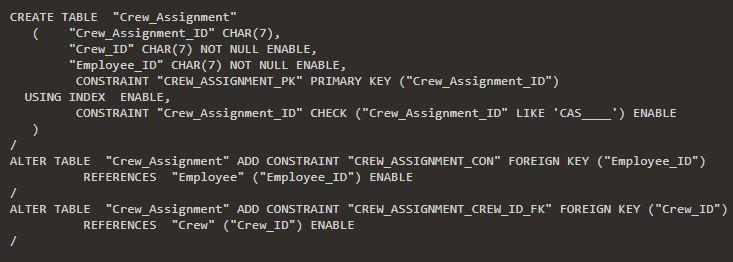 CREATE TABLE  "Crew_Assignment"
   (    "Crew_Assignment_ID" CHAR(7),
        "Crew_ID" CHAR(7) NOT NULL ENABLE,
        "Employee_ID" CHAR(7) NOT NULL ENABLE,
         CONSTRAINT "CREW_ASSIGNMENT_PK" PRIMARY KEY ("Crew_Assignment_ID")
  USING INDEX  ENABLE,
         CONSTRAINT "Crew_Assignment_ID" CHECK ("Crew_Assignment_ID" LIKE 'CAS____') ENABLE
   )
/
ALTER TABLE  "Crew_Assignment" ADD CONSTRAINT "CREW_ASSIGNMENT_CON" FOREIGN KEY ("Employee_ID")
          REFERENCES  "Employee" ("Employee_ID") ENABLE
/
ALTER TABLE  "Crew_Assignment" ADD CONSTRAINT "CREW_ASSIGNMENT_CREW_ID_FK" FOREIGN KEY ("Crew_ID")
          REFERENCES  "Crew" ("Crew_ID") ENABLE
/